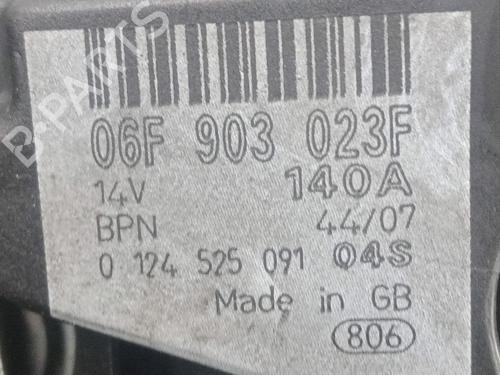 B-PARTS
06F 903 023F
14V 140A
BPN 44/07
0 124 525 091 04S
Made in GB
806